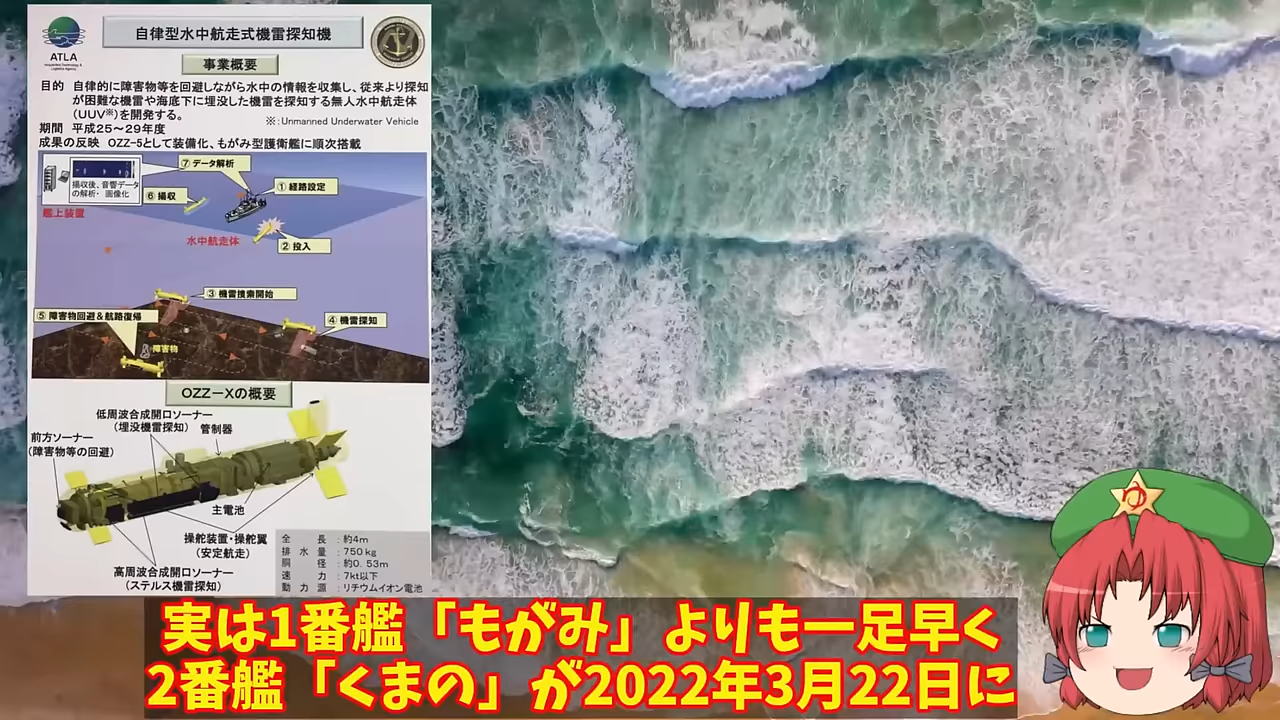 自律型水中航走式機雷探知機
ATLA
事業概要
目的 自律的に障害物等を回避しながら水中の情報を収集し、従来より探知
が困難な機雷や海底下に埋没した機雷を探知する無人水中航走体
（UUV※）を開発する。
※：Unmanned Underwater Vehicle
期間 平成25〜29年度
成果の反映 OZZ-5として装備化、もがみ型護衛艦に順次搭載
⑦データ解析
揚収後、音響データ
の解析・画像化
①経路設定
⑥揚収
艦上装置
水中航走体
②投入
③機雷捜索開始
⑤障害物回避＆航路復帰
④機雷探知
障害物
OZZ－Xの概要
低周波合成開口ソーナー
（埋没機雷探知）
管制器
前方ソーナー
（障害物等の回避）
主電池
操舵装置・操舵翼
（安定航走）
高周波合成開口ソーナー
（ステルス機雷探知）
全長：約4m
排水量：750kg
胴径：約0.53m
速力：7kt以下
動力源：リチウムイオン電池
実は1番艦「もがみ」よりも一足早く
2番艦「くまの」が2022年3月22日に